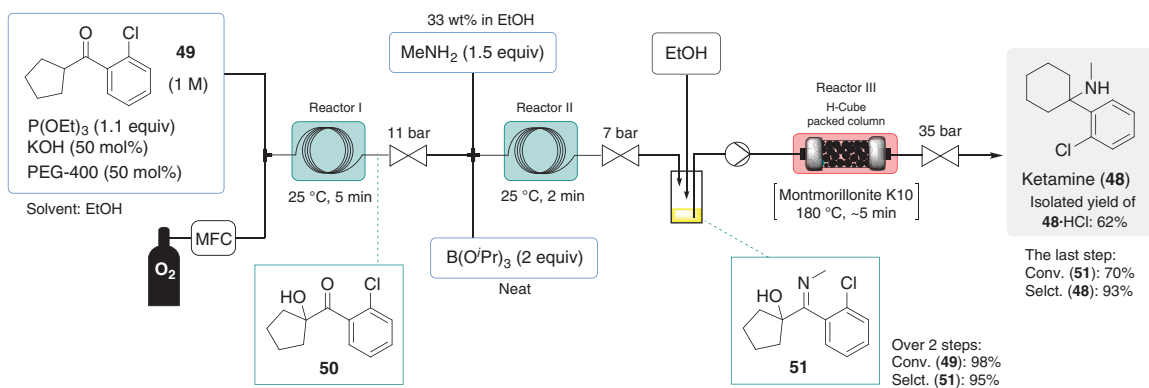 O
Cl
49
(1 M)
P(OEt)3 (1.1 equiv)
KOH (50 mol%)
PEG-400 (50 mol%)
Solvent: EtOH
O2
MFC
Reactor I
25 °C, 5 min
11 bar
33 wt% in EtOH
MeNH2 (1.5 equiv)
Reactor II
25 °C, 2 min
7 bar
B(OiPr)3 (2 equiv)
Neat
HO
O
Cl
50
EtOH
HO
N
Cl
51
Over 2 steps:
Conv. (49): 98%
Selct. (51): 95%
Reactor III
H-Cube
packed column
Montmorillonite K10
180 °C, ~5 min
35 bar
NH
Cl
Ketamine (48)
Isolated yield of
48·HCl: 62%
The last step:
Conv. (51): 70%
Selct. (48): 93%